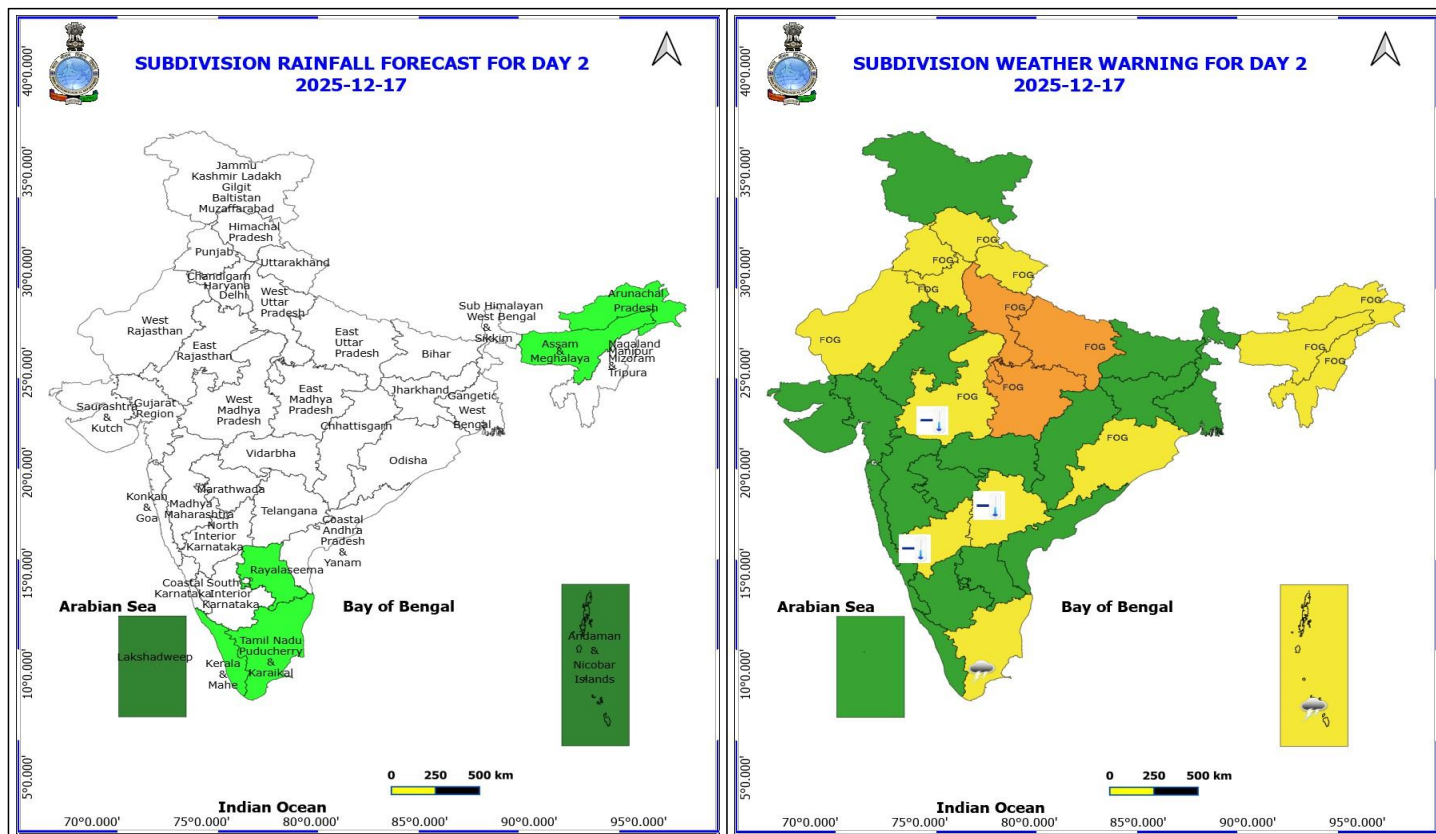 SUBDIVISION RAINFALL FORECAST FOR DAY 2
2025-12-17
40°0.000'
35°0.000'
30°0.000'
25°0.000'
20°0.000'
15°0.000'
10°0.000'
5°0.000'
Jammu
Kashmir Ladakh
Gilgit
Baltistan
Muzaffarabad
Himachal
Pradesh
Punjab
Uttarakhand
Chandigarh
Haryana
Delhi
West
Uttar
Pradesh
West
Rajasthan
East
Rajasthan
East
Uttar
Pradesh
Bihar
Sub Himalayan
West Bengal
&
Sikkim
Arunachal
Pradesh
Assam
&
Meghalaya
Nagaland
Manipur
Mizoram
&
Tripura
Saurashtra
&
Kutch
Gujarat
Region
West
Madhya
Pradesh
East
Madhya
Pradesh
Jharkhand
Gangetic
West
Bengal
Chhattisgarh
Vidarbha
Odisha
Konkan
&
Goa
Madhya
Maharashtra
Marathwada
Telangana
North
Interior
Karnataka
Coastal
Andhra
Pradesh
&
Yanam
Rayalaseema
Coastal
Karnataka
South
Interior
Karnataka
Arabian Sea
Bay of Bengal
Lakshadweep
Kerala
&
Mahe
Tamil Nadu
Puducherry
&
Karaikal
Andaman
&
Nicobar
Islands
0 250 500 km
Indian Ocean
70°0.000' 75°0.000' 80°0.000' 85°0.000' 90°0.000' 95°0.000'
SUBDIVISION WEATHER WARNING FOR DAY 2
2025-12-17
40°0.000'
35°0.000'
30°0.000'
25°0.000'
20°0.000'
15°0.000'
10°0.000'
5°0.000'
FOG
FOG
FOG
FOG
FOG
FOG
FOG
FOG
FOG
FOG
FOG
FOG
FOG
FOG
Arabian Sea
Bay of Bengal
0 250 500 km
Indian Ocean
70°0.000' 75°0.000' 80°0.000' 85°0.000' 90°0.000' 95°0.000'